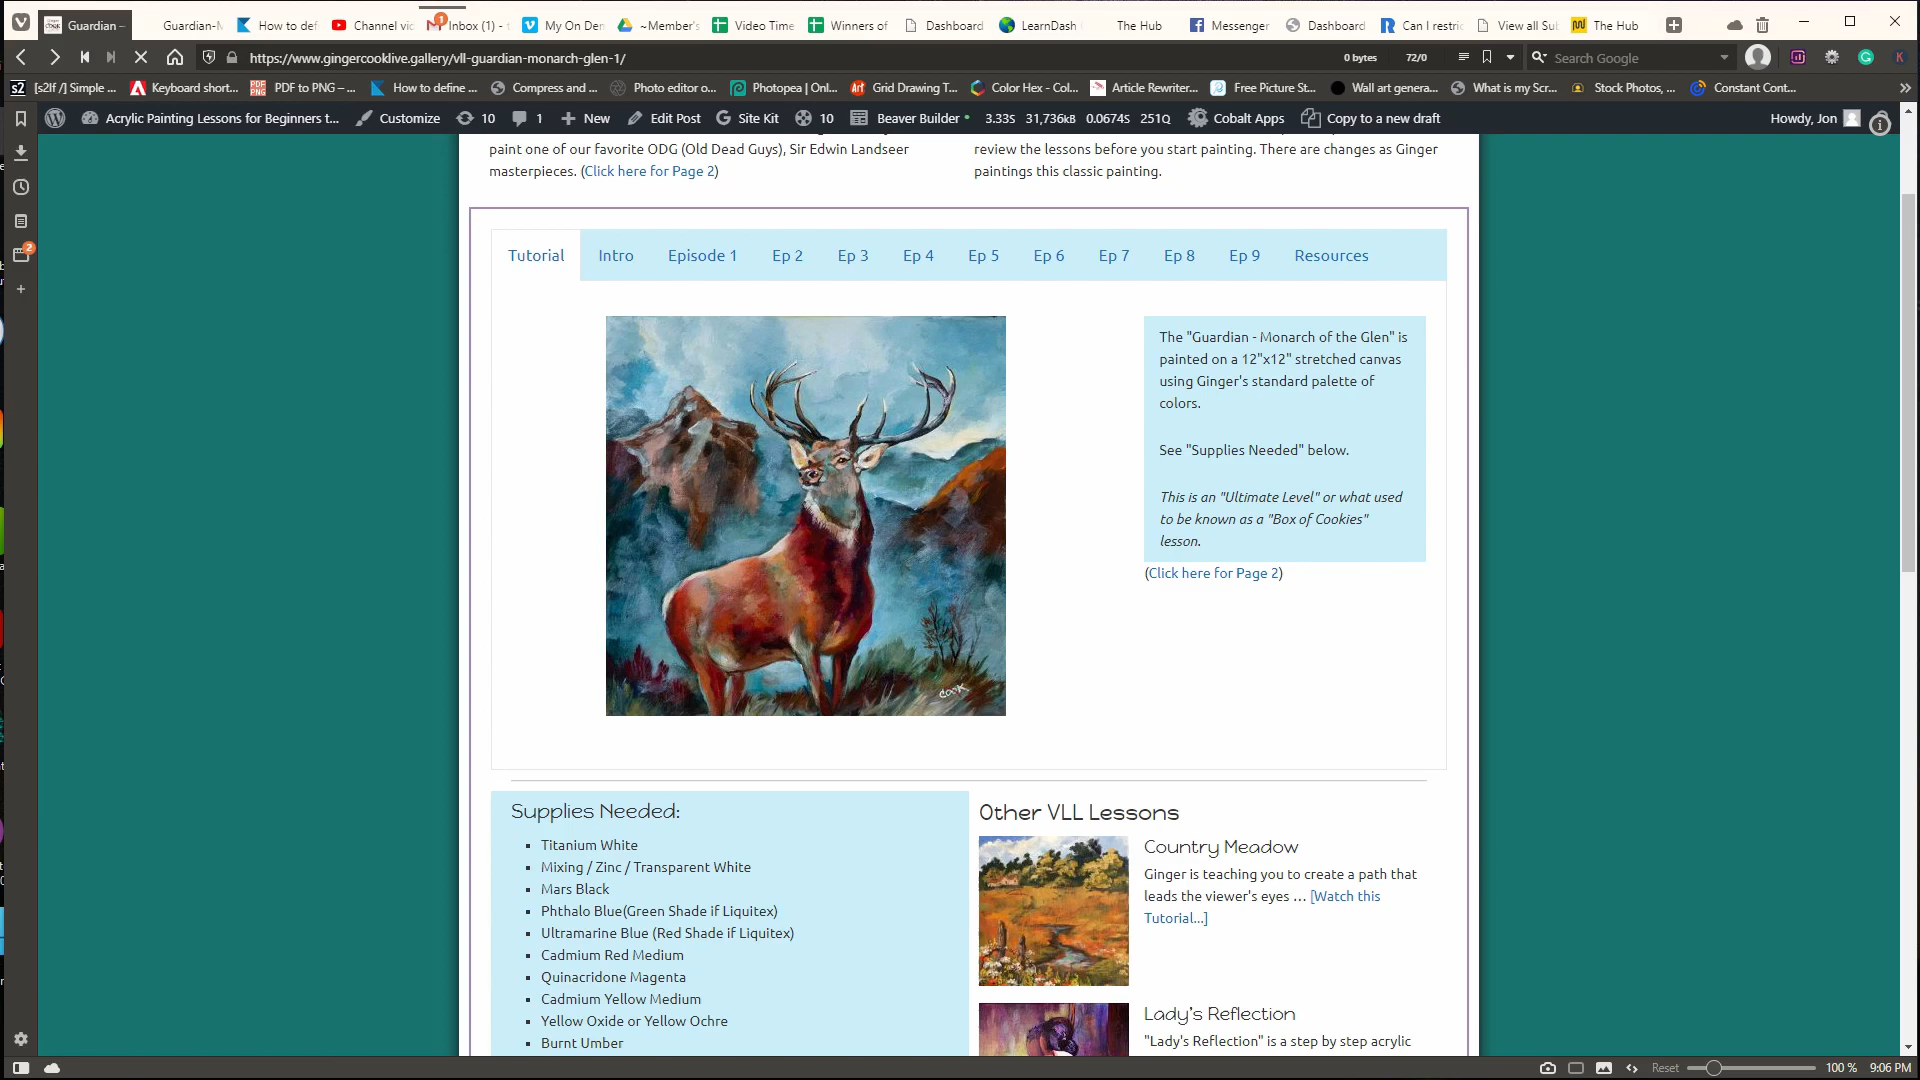 Guardian –
Guardian-M
How to def
Channel vic
Inbox (1) -
My On Den
~Member's
Video Time
Winners of
Dashboard
LearnDash
The Hub
Messenger
Dashboard
Can I restric
View all Sub
The Hub
https://www.gingercooklive.gallery/vll-guardian-monarch-glen-1/
0 bytes
72/0
Search Google
[s2If /] Simple ...
Keyboard short...
PDF to PNG – ...
How to define ...
Compress and ...
Photo editor o...
Photopea | Onl...
Grid Drawing T...
Color Hex - Col...
Article Rewriter...
Free Picture St...
Wall art genera...
What is my Scr...
Stock Photos, ...
Constant Cont...
Acrylic Painting Lessons for Beginners t...
Customize
10
1
New
Edit Post
Site Kit
10
Beaver Builder
3.33S 31,736kB 0.0674S 251Q
Cobalt Apps
Copy to a new draft
Howdy, Jon
paint one of our favorite ODG (Old Dead Guys), Sir Edwin Landseer
masterpieces. (Click here for Page 2)
review the lessons before you start painting. There are changes as Ginger
paintings this classic painting.
Tutorial Intro Episode 1 Ep 2 Ep 3 Ep 4 Ep 5 Ep 6 Ep 7 Ep 8 Ep 9 Resources
Cook
The "Guardian - Monarch of the Glen" is
painted on a 12"x12" stretched canvas
using Ginger's standard palette of
colors.
See "Supplies Needed" below.
This is an "Ultimate Level" or what used
to be known as a "Box of Cookies"
lesson.
(Click here for Page 2)
Supplies Needed:
Titanium White
Mixing / Zinc / Transparent White
Mars Black
Phthalo Blue(Green Shade if Liquitex)
Ultramarine Blue (Red Shade if Liquitex)
Cadmium Red Medium
Quinacridone Magenta
Cadmium Yellow Medium
Yellow Oxide or Yellow Ochre
Burnt Umber
Other VLL Lessons
Country Meadow
Ginger is teaching you to create a path that
leads the viewer's eyes ... [Watch this
Tutorial...]
Lady's Reflection
"Lady's Reflection" is a step by step acrylic
Reset
100 %
9:06 PM